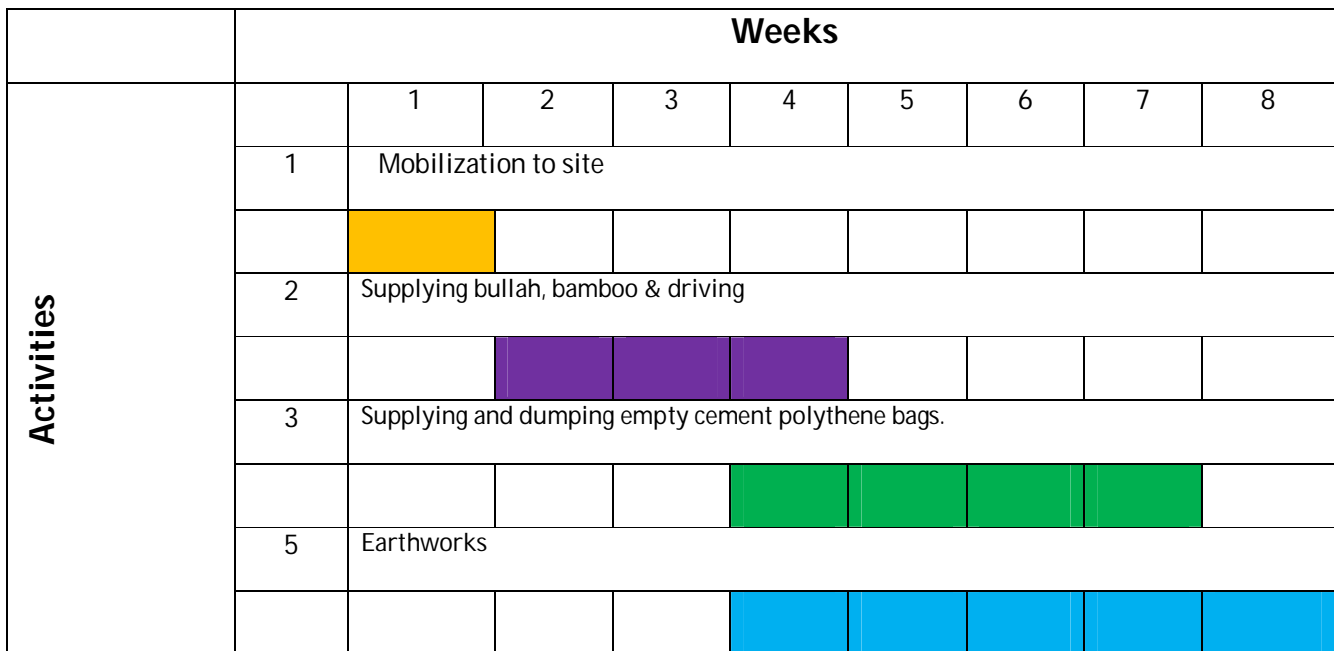 Weeks
1 2 3 4 5 6 7 8
1 Mobilization to site
2 Supplying bullah, bamboo & driving
Activities
3 Supplying and dumping empty cement polythene bags.
5 Earthworks